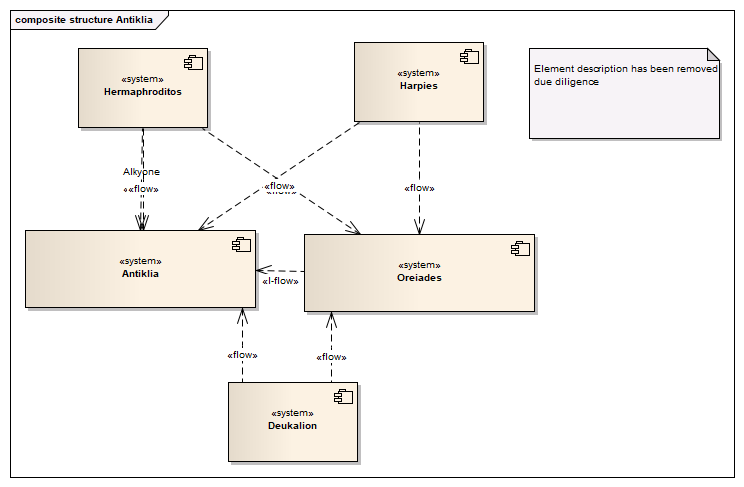 composite structure Antiklia
«system»
Hermaphroditos
«system»
Harpies
Element description has been removed
due diligence
Alkyone
«flow»
«flow»
«flow»
«system»
Antiklia
«system»
Oreiades
«I-flow»
«flow»
«flow»
«system»
Deukalion